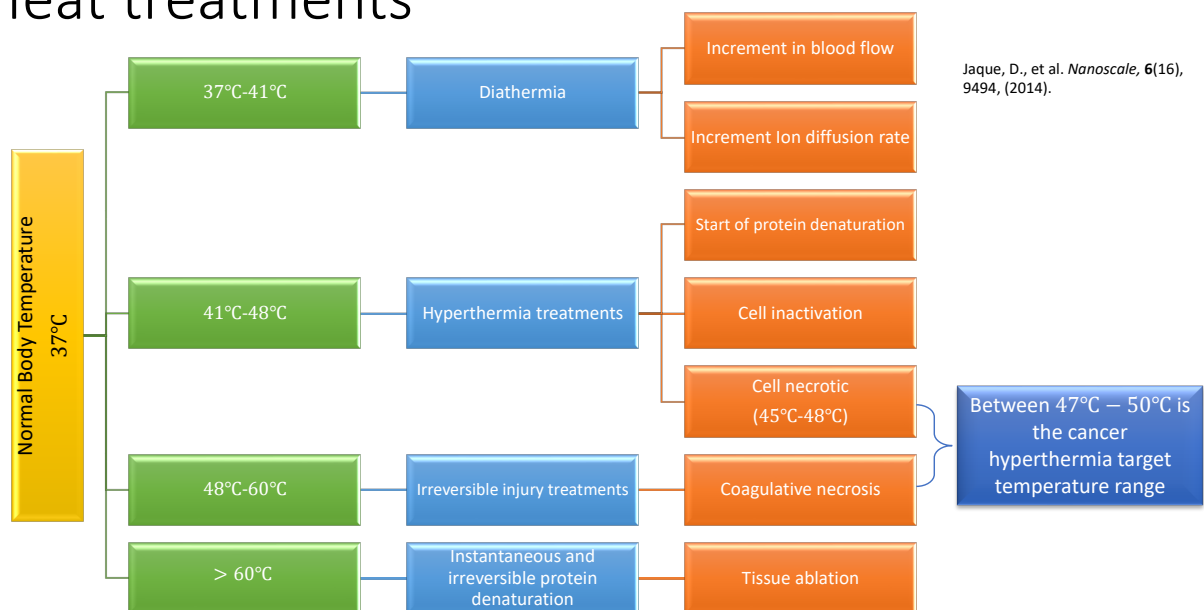 heat treatments
Normal Body Temperature
37℃
37℃-41℃
Diathermia
Increment in blood flow
Increment Ion diffusion rate
Jaque, D., et al. Nanoscale, 6(16),
9494, (2014).
41℃-48℃
Hyperthermia treatments
Start of protein denaturation
Cell inactivation
Cell necrotic
(45℃-48℃)
48℃-60℃
Irreversible injury treatments
Coagulative necrosis
Between 47℃ − 50℃ is
the cancer
hyperthermia target
temperature range
> 60℃
Instantaneous and
irreversible protein
denaturation
Tissue ablation